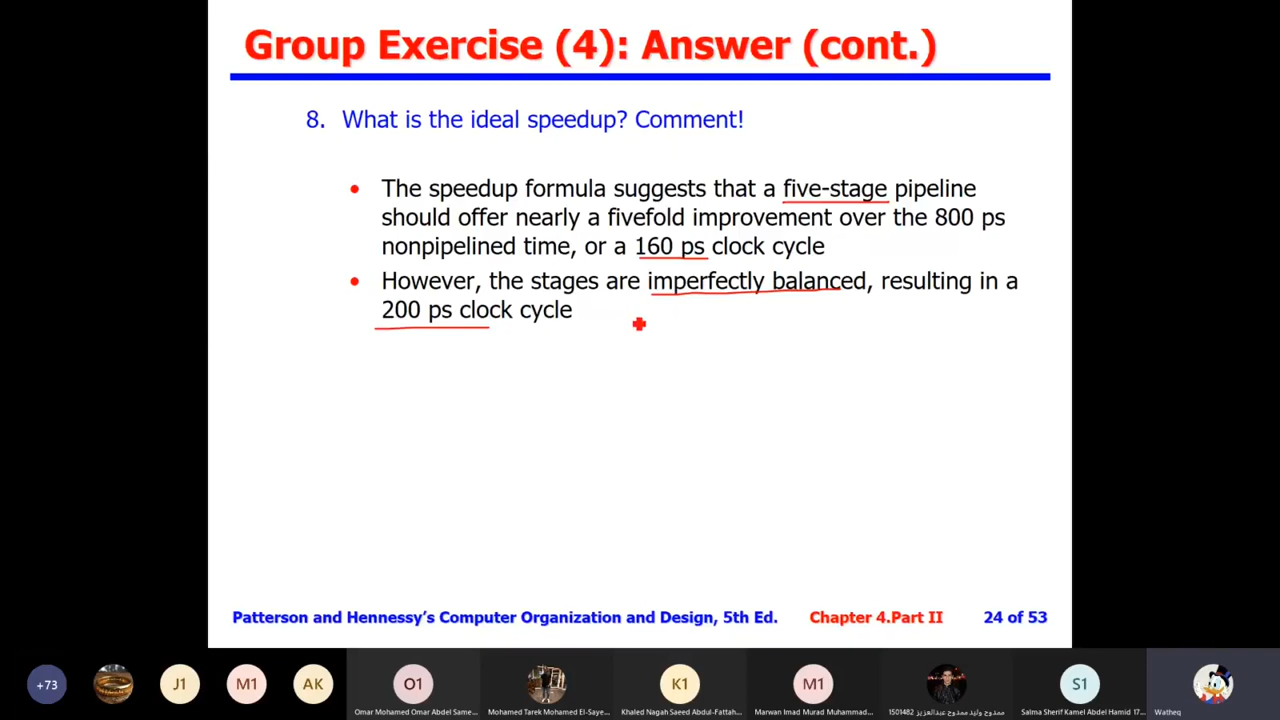 Group Exercise (4): Answer (cont.)
8. What is the ideal speedup? Comment!
• The speedup formula suggests that a five-stage pipeline
should offer nearly a fivefold improvement over the 800 ps
nonpipelined time, or a 160 ps clock cycle
• However, the stages are imperfectly balanced, resulting in a
200 ps clock cycle
Patterson and Hennessy's Computer Organization and Design, 5th Ed. Chapter 4.Part II 24 of 53
+73 J1 M1 AK O1 K1 M1 S1
Omar Mohamed Omar Abdel Same... Mohamed Tarek Mohamed El-Saye... Khaled Nagah Saeed Abdul-Fattah... Marwan Imad Murad Muhammad... ممدوح وليد ممدوح عبدالعزيز 1501482 Salma Sherif Kamel Abdel Hamid 17... Watheq